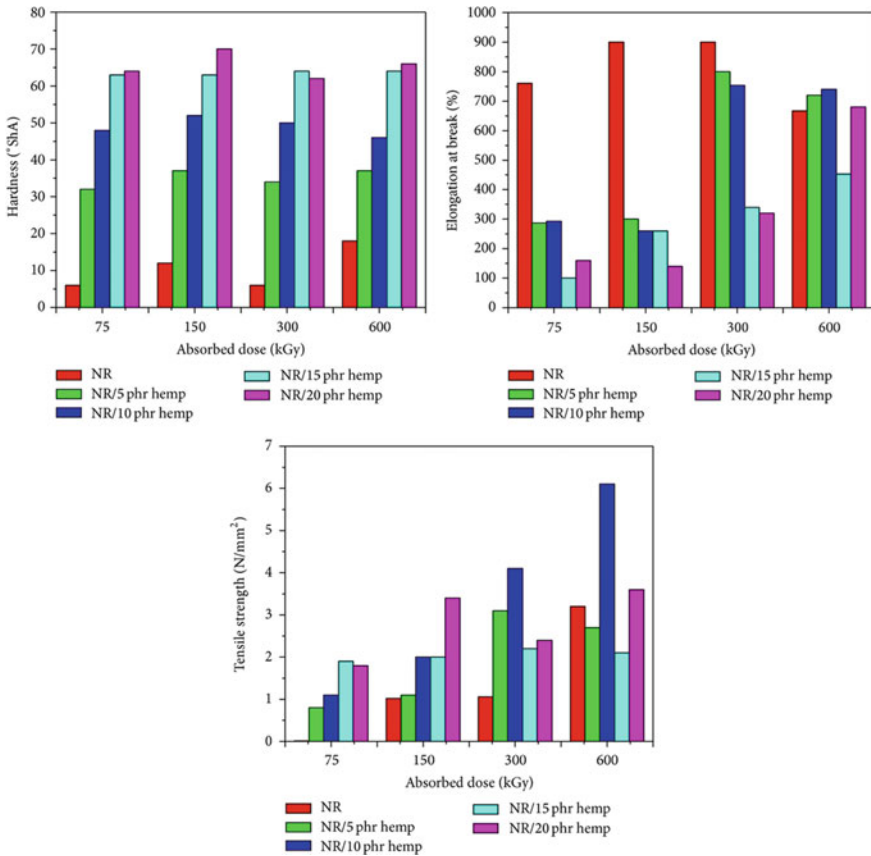 Hardness (°ShA)
80
70
60
50
40
30
20
10
0
75 150 300 600
Absorbed dose (kGy)
NR
NR/5 phr hemp
NR/10 phr hemp
NR/15 phr hemp
NR/20 phr hemp
Elongation at break (%)
1000
900
800
700
600
500
400
300
200
100
0
75 150 300 600
Absorbed dose (kGy)
NR
NR/5 phr hemp
NR/10 phr hemp
NR/15 phr hemp
NR/20 phr hemp
Tensile strength (N/mm²)
7
6
5
4
3
2
1
0
75 150 300 600
Absorbed dose (kGy)
NR
NR/5 phr hemp
NR/10 phr hemp
NR/15 phr hemp
NR/20 phr hemp